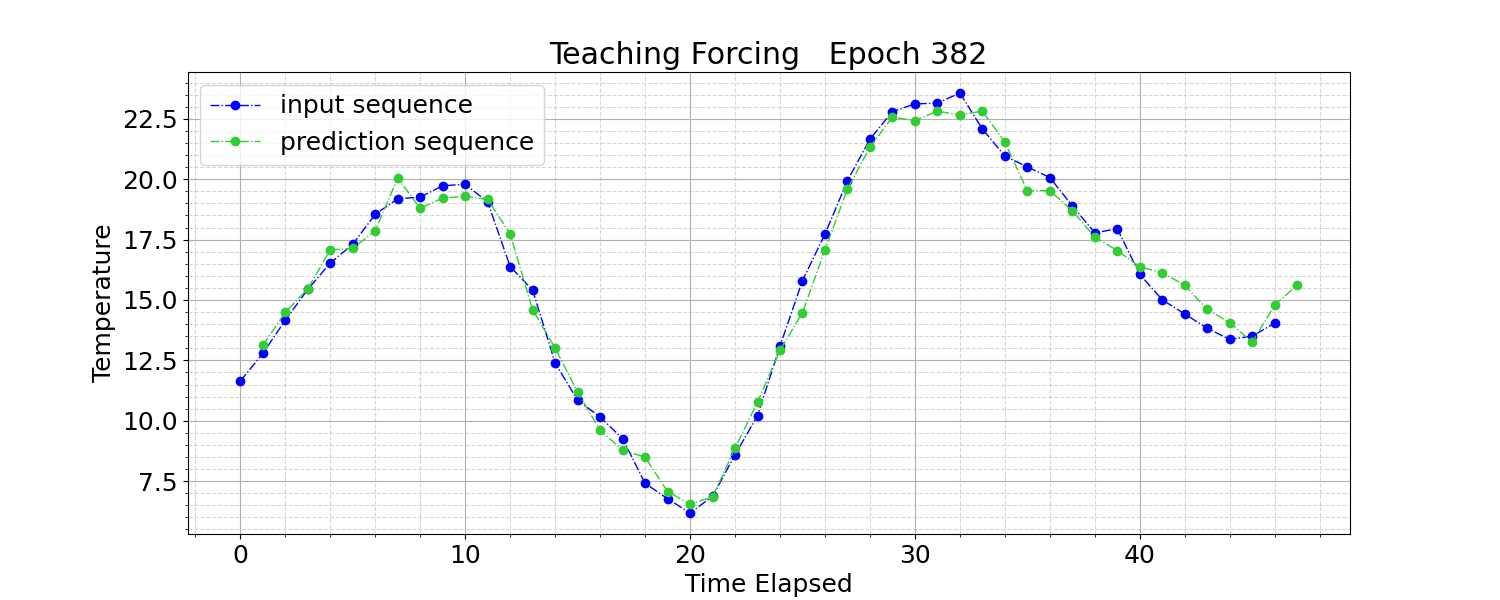 Teaching Forcing   Epoch 382
input sequence
prediction sequence
22.5
20.0
17.5
15.0
12.5
10.0
7.5
Temperature
0 10 20 30 40
Time Elapsed